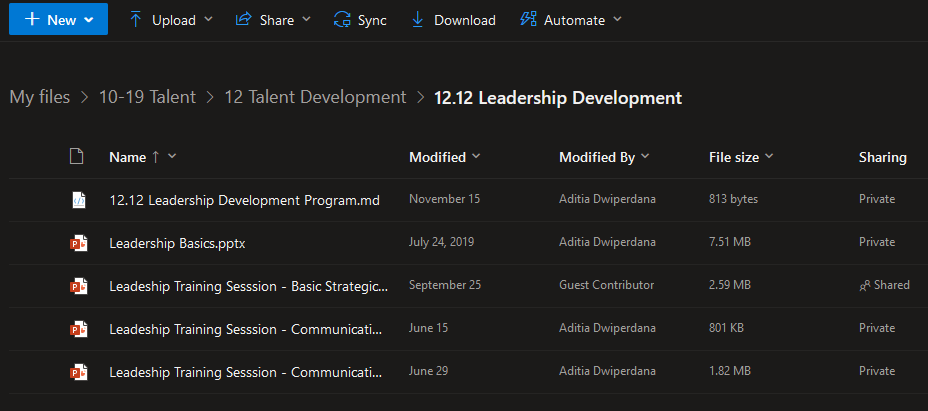 New Upload Share Sync Download Automate
My files > 10-19 Talent > 12 Talent Development > 12.12 Leadership Development
Name ↑ Modified Modified By File size Sharing
12.12 Leadership Development Program.md November 15 Aditia Dwiperdana 813 bytes Private
Leadership Basics.pptx July 24, 2019 Aditia Dwiperdana 7.51 MB Private
Leadeship Training Sesssion - Basic Strategic... September 25 Guest Contributor 2.59 MB Shared
Leadeship Training Sesssion - Communicati... June 15 Aditia Dwiperdana 801 KB Private
Leadeship Training Sesssion - Communicati... June 29 Aditia Dwiperdana 1.82 MB Private